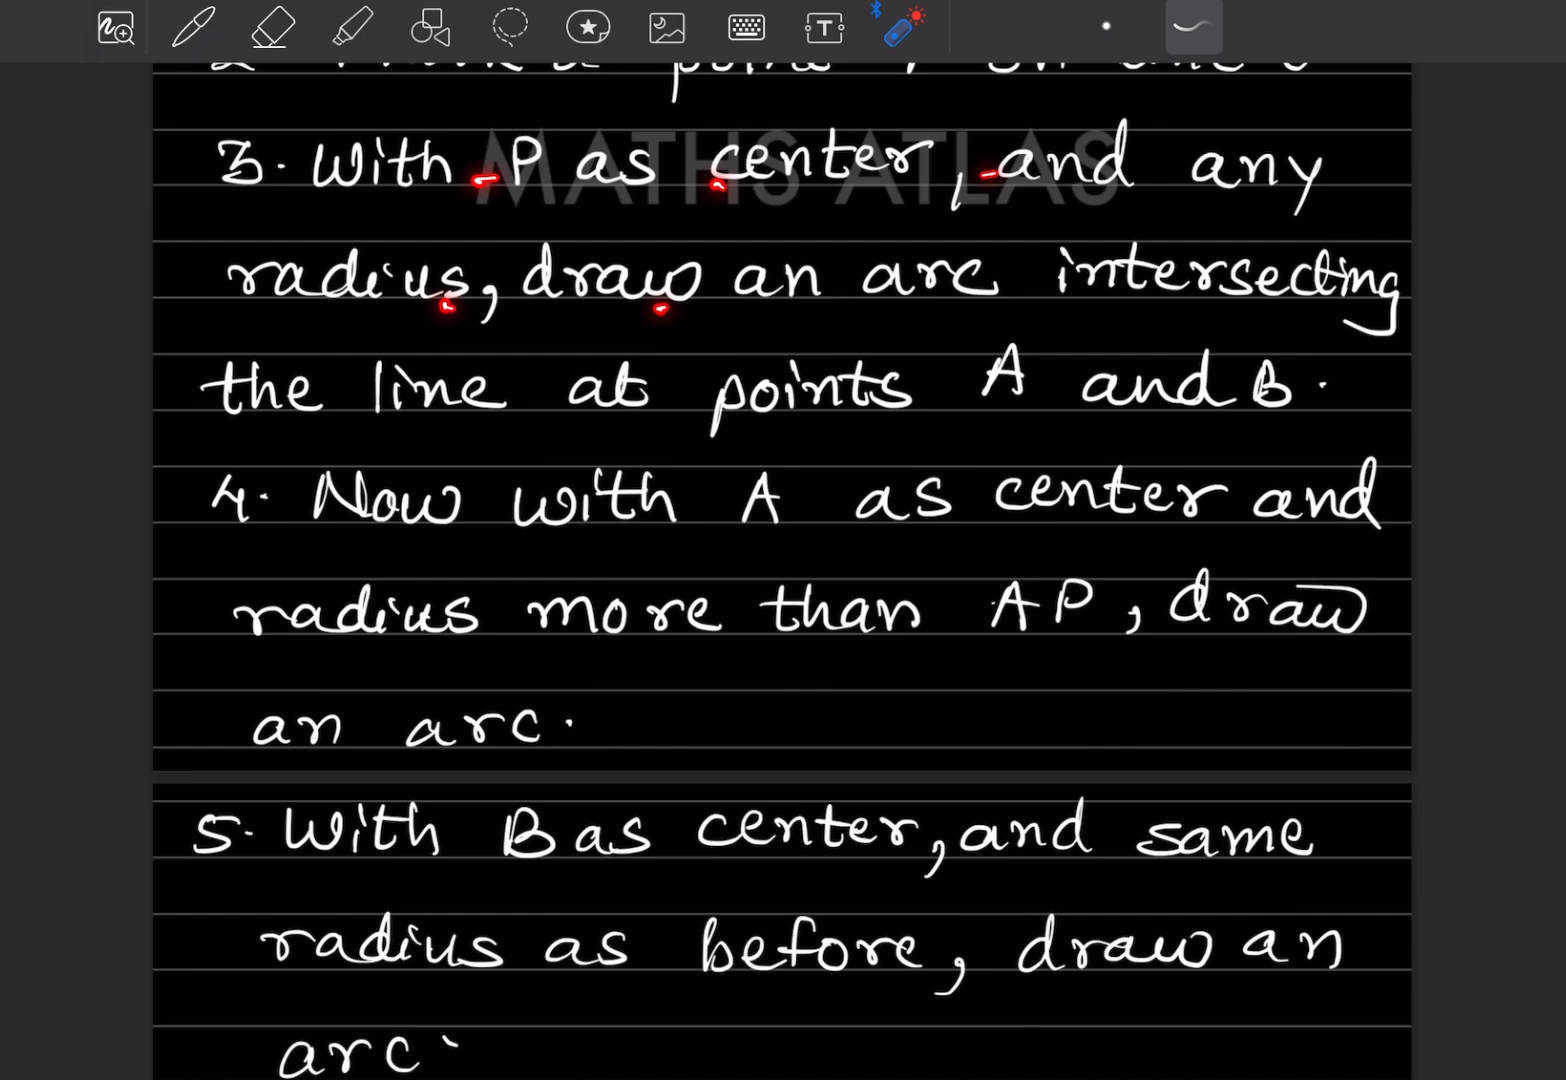 3. With P as center, and any
MATHS ATLAS
radius, draw an arc intersecting
the line at points A and B.
4. Now with A as center and
radius more than AP, draw
an arc.
5. With B as center, and same
radius as before, draw an
arc.